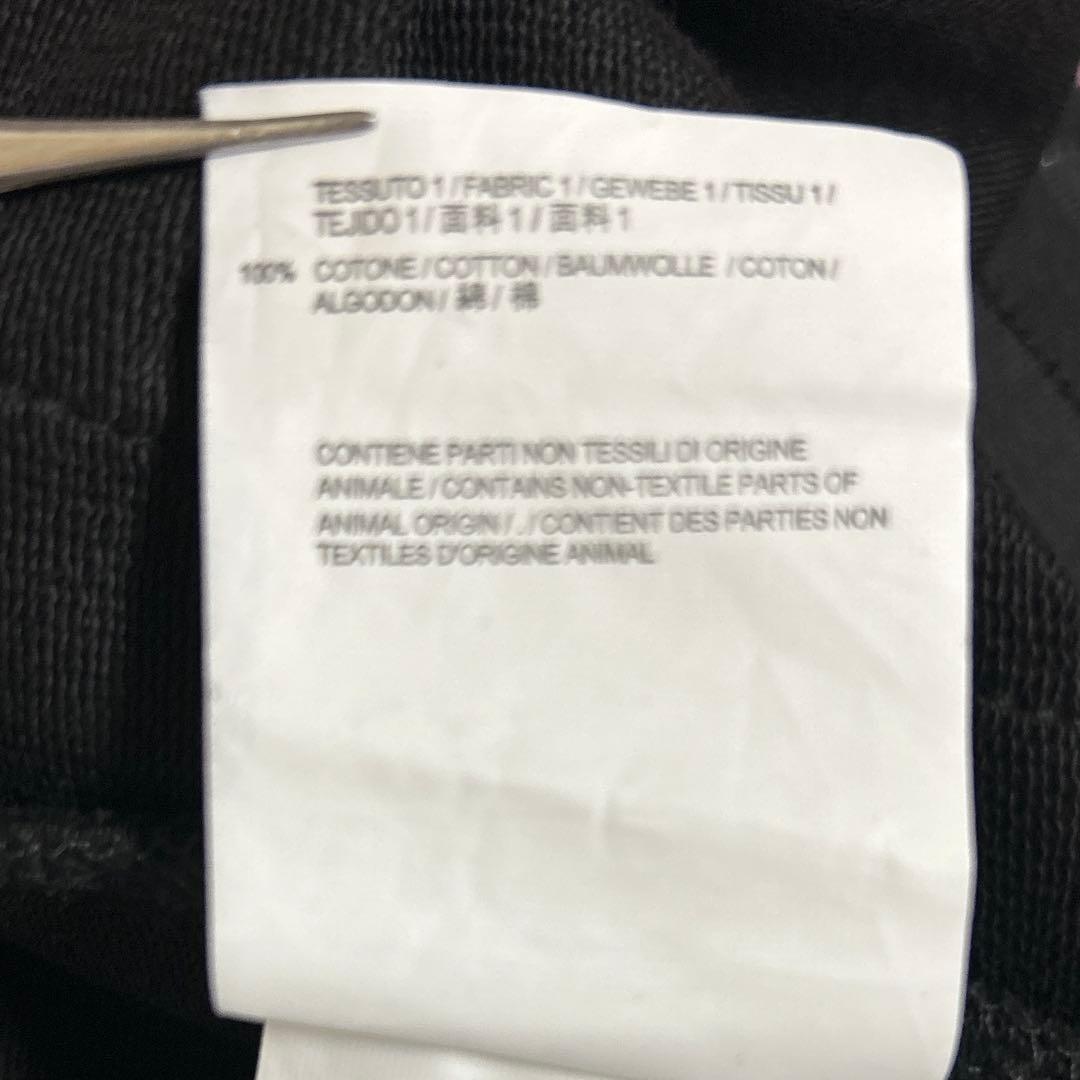 TESSUTO 1 / FABRIC 1 / GEWEBE 1 / TISSU 1 /
TEJIDO 1 / 面料 1 / 面料 1
100% COTONE / COTTON / BAUMWOLLE / COTON /
ALGODON / 綿 / 棉
CONTIENE PARTI NON TESSILI DI ORIGINE
ANIMALE / CONTAINS NON-TEXTILE PARTS OF
ANIMAL ORIGIN / . / CONTIENT DES PARTIES NON
TEXTILES D'ORIGINE ANIMAL